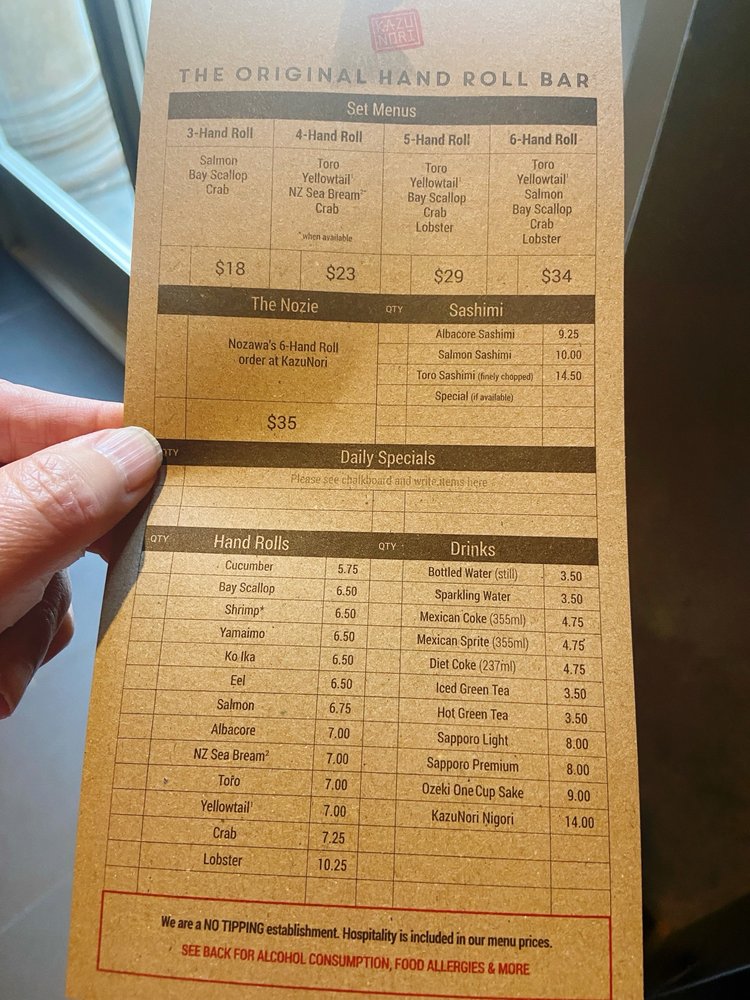 KAZU
NORI
THE ORIGINAL HAND ROLL BAR
Set Menus
3-Hand Roll
Salmon
Bay Scallop
Crab
$18
4-Hand Roll
Toro
Yellowtail¹
NZ Sea Bream²*
Crab
*when available
$23
5-Hand Roll
Toro
Yellowtail¹
Bay Scallop
Crab
Lobster
$29
6-Hand Roll
Toro
Yellowtail¹
Salmon
Bay Scallop
Crab
Lobster
$34
The Nozie
Nozawa's 6-Hand Roll
order at KazuNori
$35
QTY Sashimi
Albacore Sashimi 9.25
Salmon Sashimi 10.00
Toro Sashimi (finely chopped) 14.50
Special (if available)
QTY Daily Specials
Please see chalkboard and write items here
QTY Hand Rolls
Cucumber 5.75
Bay Scallop 6.50
Shrimp* 6.50
Yamaimo 6.50
Ko Ika 6.50
Eel 6.50
Salmon 6.75
Albacore 7.00
NZ Sea Bream² 7.00
Toro 7.00
Yellowtail¹ 7.00
Crab 7.25
Lobster 10.25
QTY Drinks
Bottled Water (still) 3.50
Sparkling Water 3.50
Mexican Coke (355ml) 4.75
Mexican Sprite (355ml) 4.75
Diet Coke (237ml) 4.75
Iced Green Tea 3.50
Hot Green Tea 3.50
Sapporo Light 8.00
Sapporo Premium 8.00
Ozeki One Cup Sake 9.00
KazuNori Nigori 14.00
We are a NO TIPPING establishment. Hospitality is included in our menu prices.
SEE BACK FOR ALCOHOL CONSUMPTION, FOOD ALLERGIES & MORE